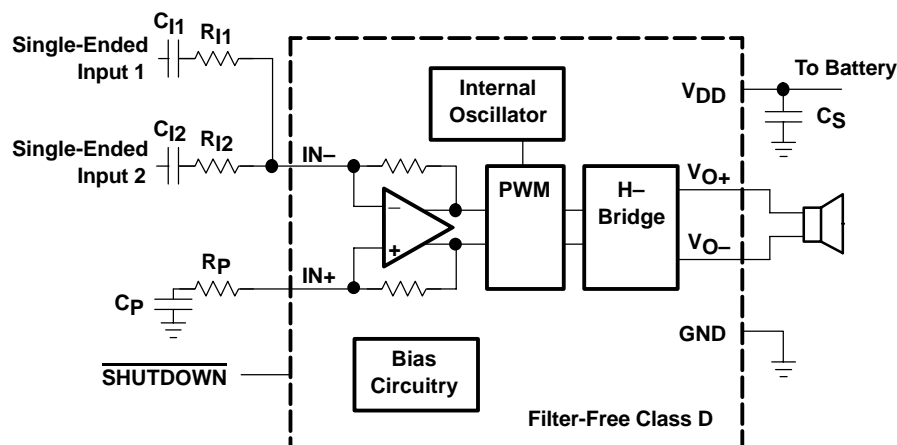 CI1
RI1
Single-Ended
Input 1
CI2
RI2
Single-Ended
Input 2
IN−
Internal
Oscillator
VDD
To Battery
CS
PWM
H−
Bridge
VO+
VO−
−
+
RP
IN+
CP
SHUTDOWN
Bias
Circuitry
GND
Filter-Free Class D